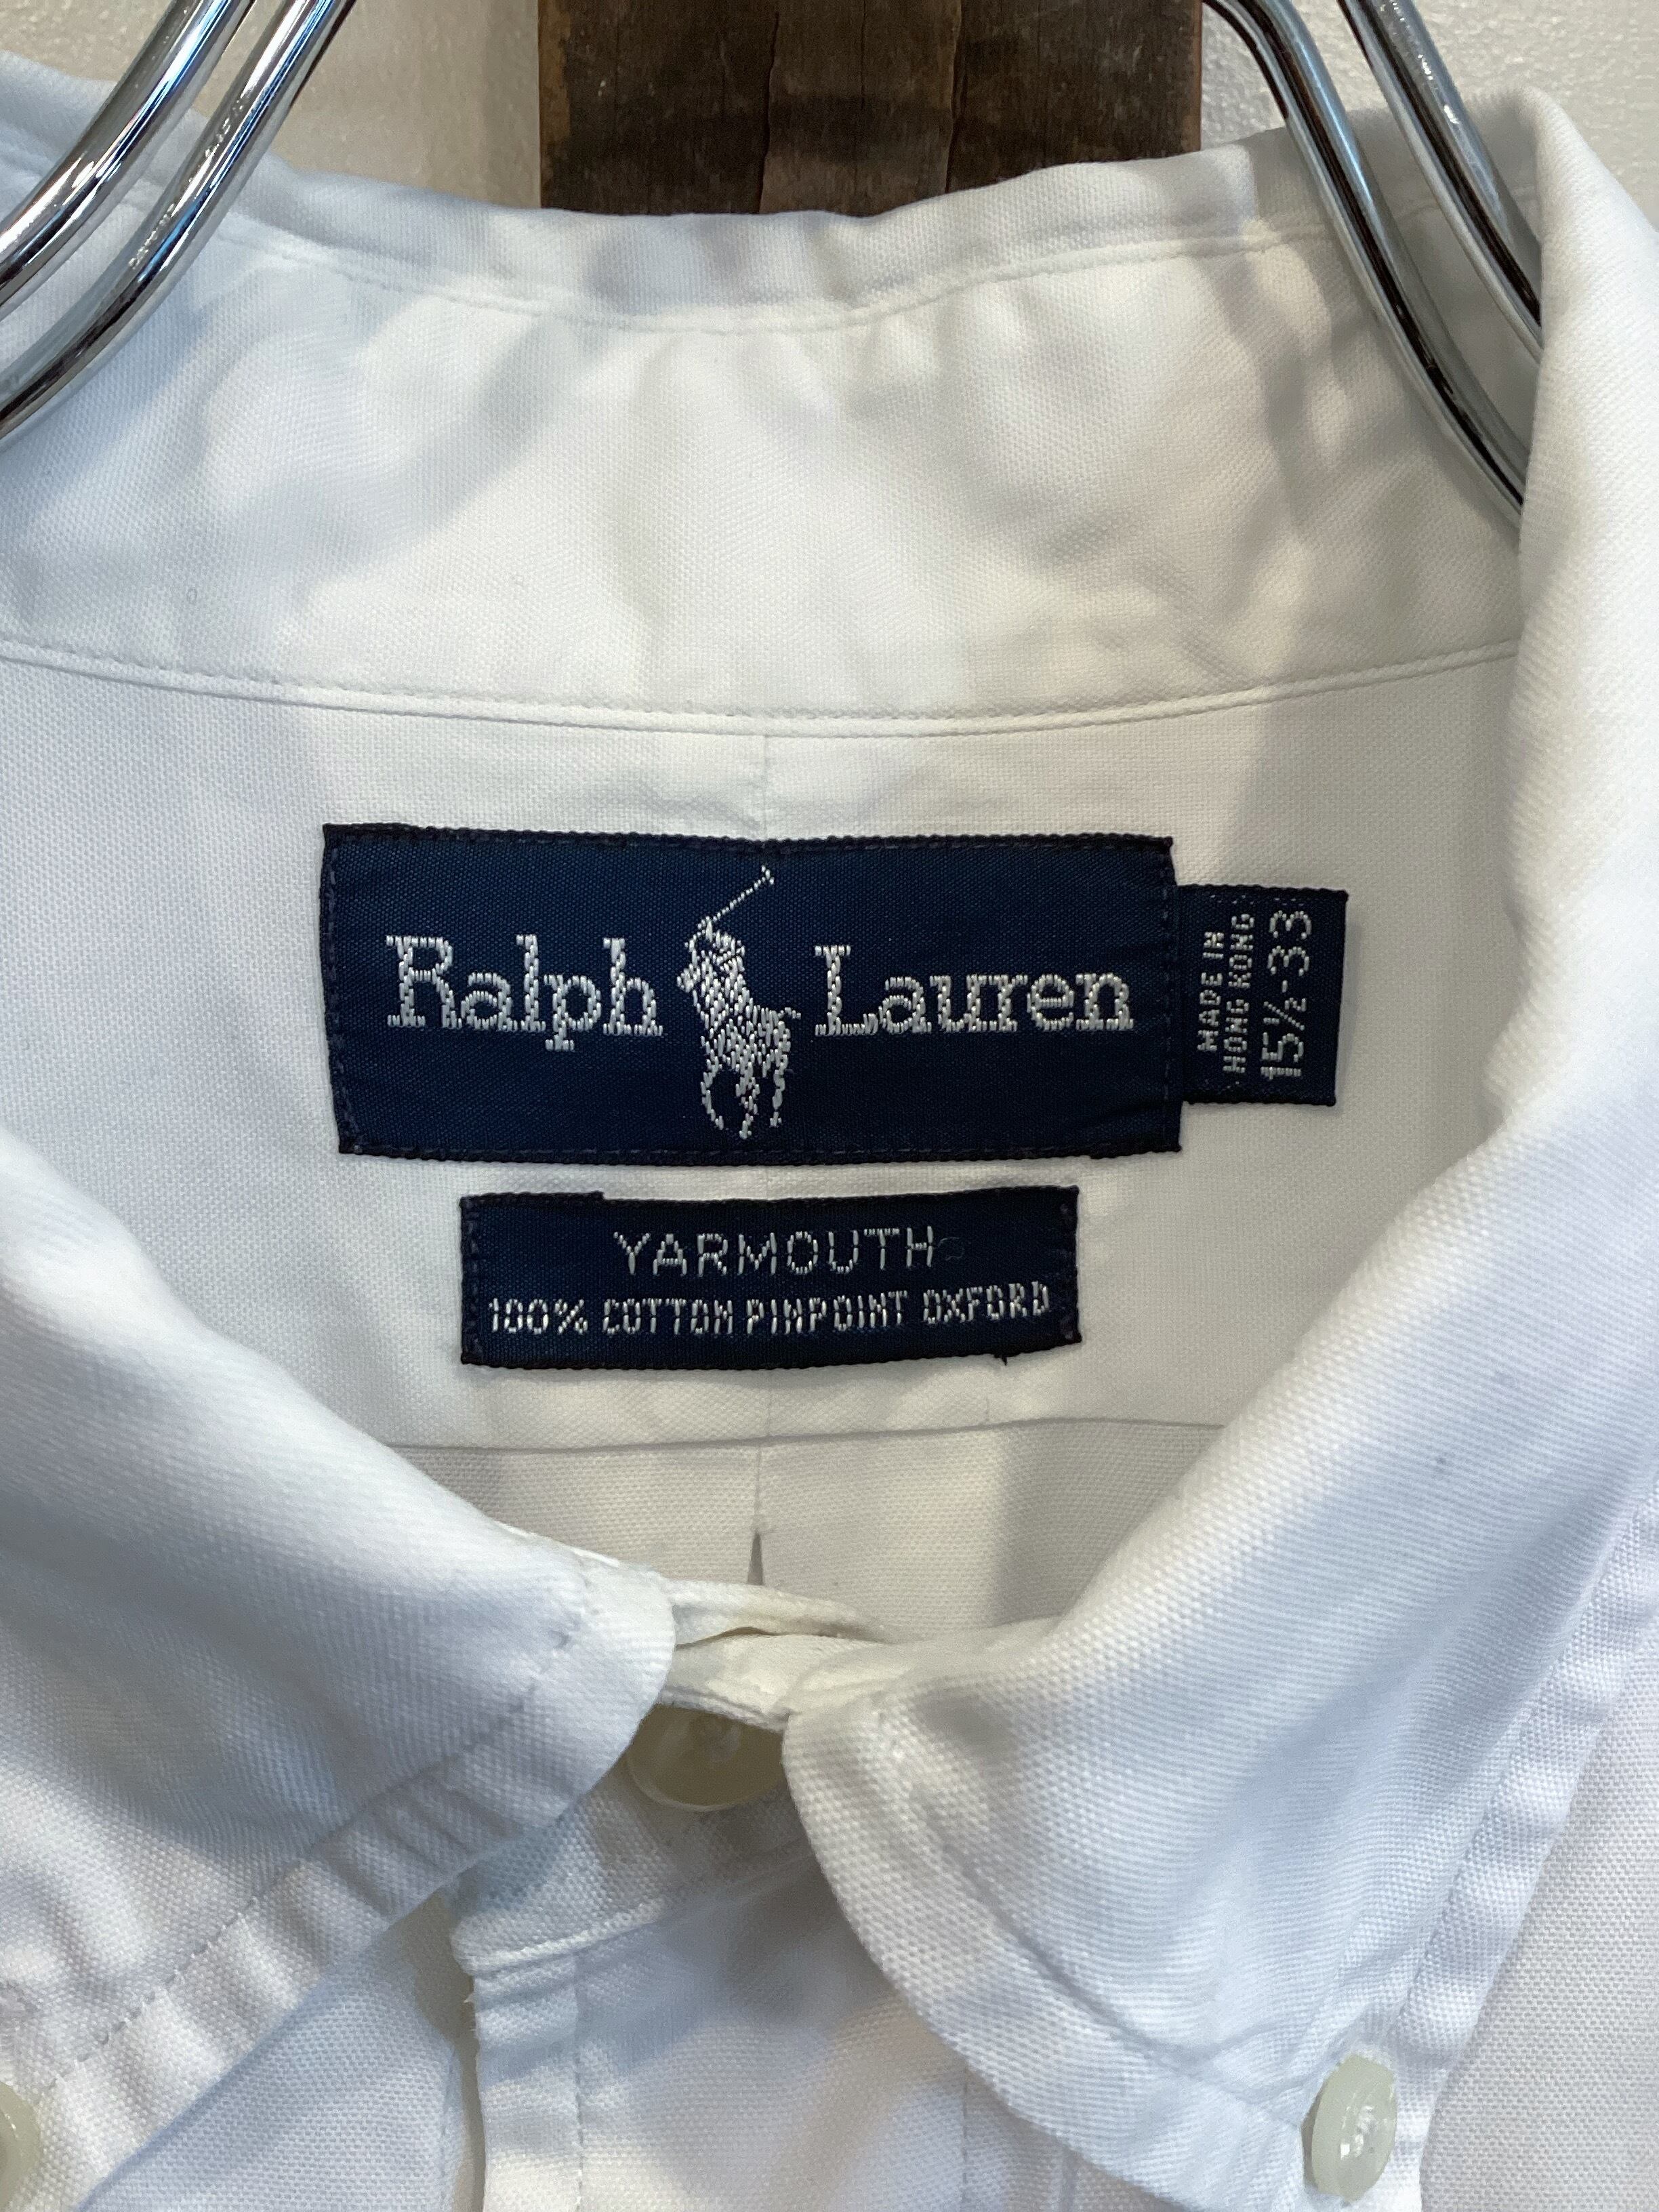 Ralph Lauren
MADE IN
HONG KONG
15½-33
YARMOUTH
100% COTTON PINPOINT OXFORD